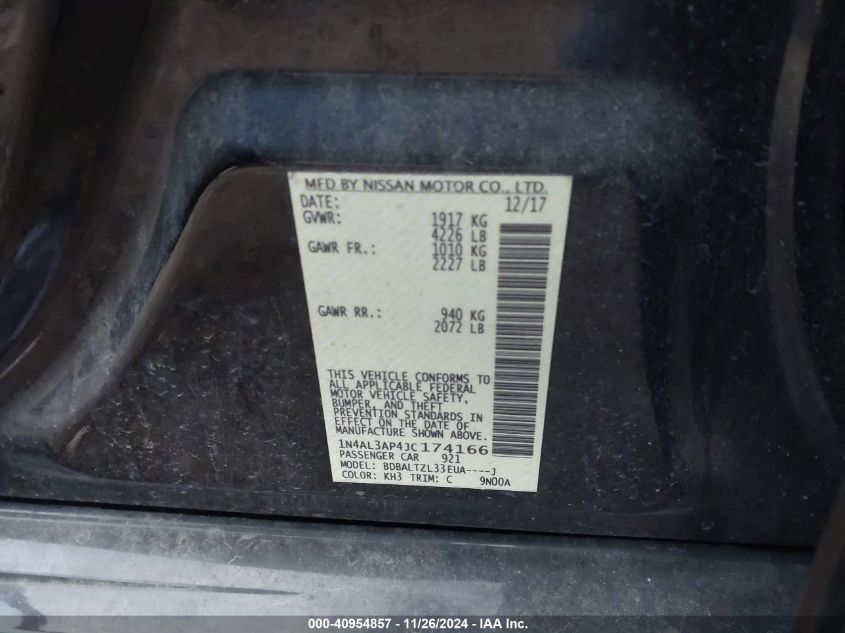 MFD BY NISSAN MOTOR CO., LTD.
DATE: 12/17
GVWR: 1917 KG
4226 LB
GAWR FR.: 1010 KG
2227 LB
GAWR RR.: 940 KG
2072 LB
THIS VEHICLE CONFORMS TO
ALL APPLICABLE FEDERAL
MOTOR VEHICLE SAFETY,
BUMPER, AND THEFT
PREVENTION STANDARDS IN
EFFECT ON THE DATE OF
MANUFACTURE SHOWN ABOVE.
1N4AL3AP4JC174166
PASSENGER CAR 921
MODEL: BDBALTZL33EUA----J
COLOR: KH3 TRIM: C 9N00A
000-40954857 - 11/26/2024 - IAA Inc.